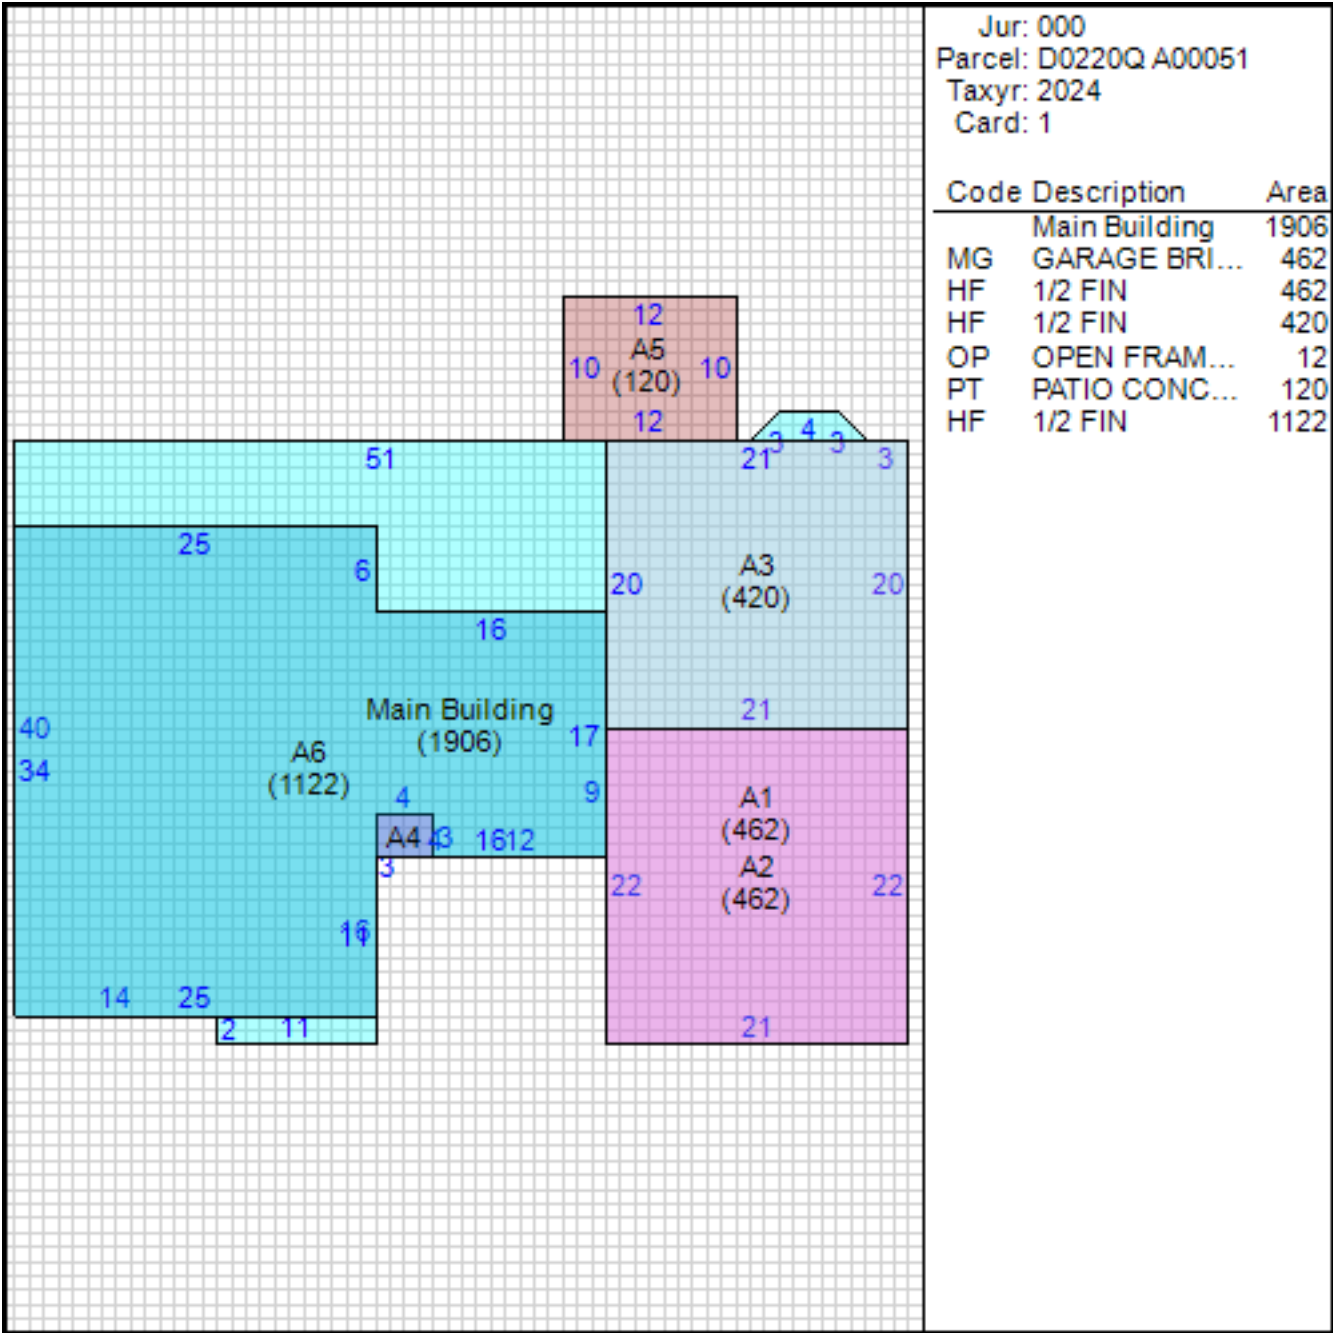 Jur: 000
Parcel: D0220Q A00051
Taxyr: 2024
Card: 1
Code Description Area
Main Building 1906
MG GARAGE BRI... 462
HF 1/2 FIN 462
HF 1/2 FIN 420
OP OPEN FRAM... 12
PT PATIO CONC... 120
HF 1/2 FIN 1122
12
A5
10 (120) 10
12
4
3 3
51 21 3
25
6
A3
20 (420) 20
16
21
Main Building
(1906)
40 17
A6
(1122)
34
9
4
A1
(462)
A4 3 1612
3
A2
(462)
22 22
11
14 25
2 11 21